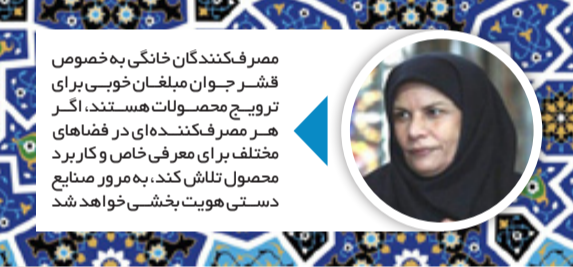 مصرف‌کنندگان خانگی به‌خصوص
قشر جوان مبلغان خوبی برای
ترویج محصولات هستند، اگر
هر مصرف‌کننده‌ای در فضاهای
مختلف برای معرفی خاص و کاربرد
محصول تلاش کند، به‌مرور صنایع
دستی هویت بخشی خواهد شد